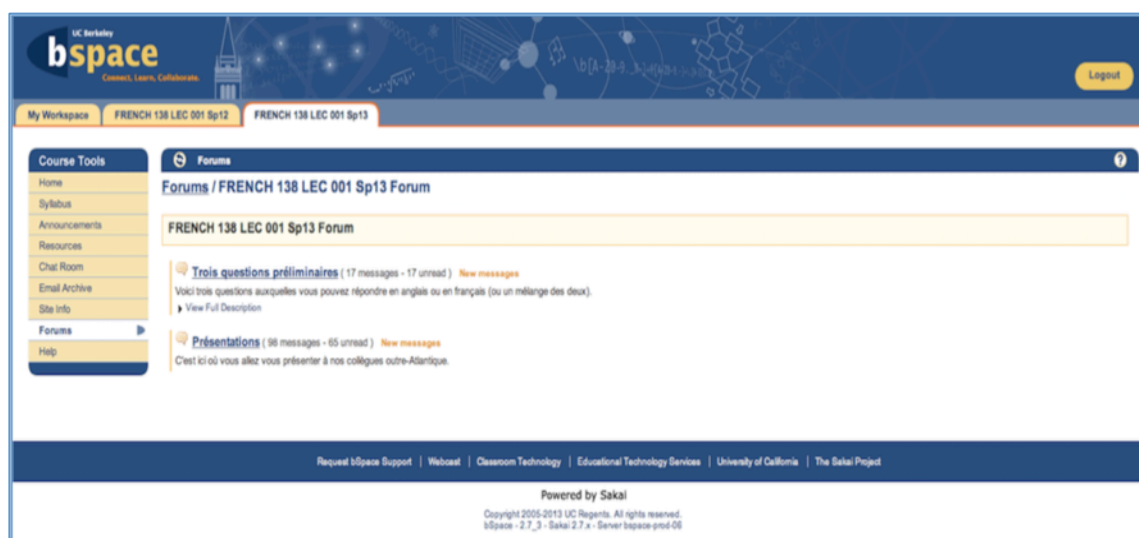 UC Berkeley
bspace
Connect, Learn, Collaborate.
Logout
My Workspace
FRENCH 138 LEC 001 Sp12
FRENCH 138 LEC 001 Sp13
Course Tools
Home
Syllabus
Announcements
Resources
Chat Room
Email Archive
Site Info
Forums
Help
Forums
?
Forums / FRENCH 138 LEC 001 Sp13 Forum
FRENCH 138 LEC 001 Sp13 Forum
Trois questions préliminaires ( 17 messages - 17 unread ) New messages
Voici trois questions auxquelles vous pouvez répondre en anglais ou en français (ou un mélange des deux).
View Full Description
Présentations ( 98 messages - 65 unread ) New messages
C'est ici où vous allez vous présenter à nos collègues outre-Atlantique.
Request bSpace Support | Webcast | Classroom Technology | Educational Technology Services | University of California | The Sakai Project
Powered by Sakai
Copyright 2005-2013 UC Regents. All rights reserved.
bSpace - 2.7_3 - Sakai 2.7.x - Server bspace-prod-06